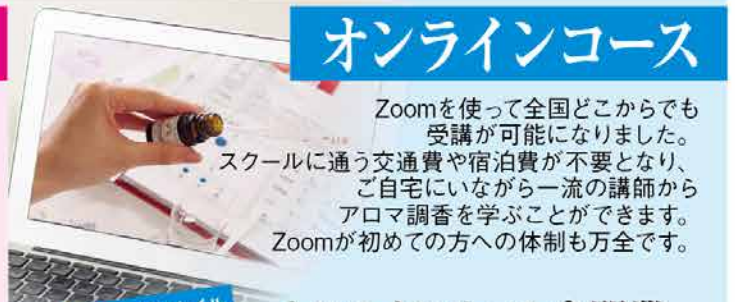 オンラインコース
Zoomを使って全国どこからでも
受講が可能になりました。
スクールに通う交通費や宿泊費が不要となり、
ご自宅にいながら一流の講師から
アロマ調香を学ぶことができます。
Zoomが初めての方への体制も万全です。